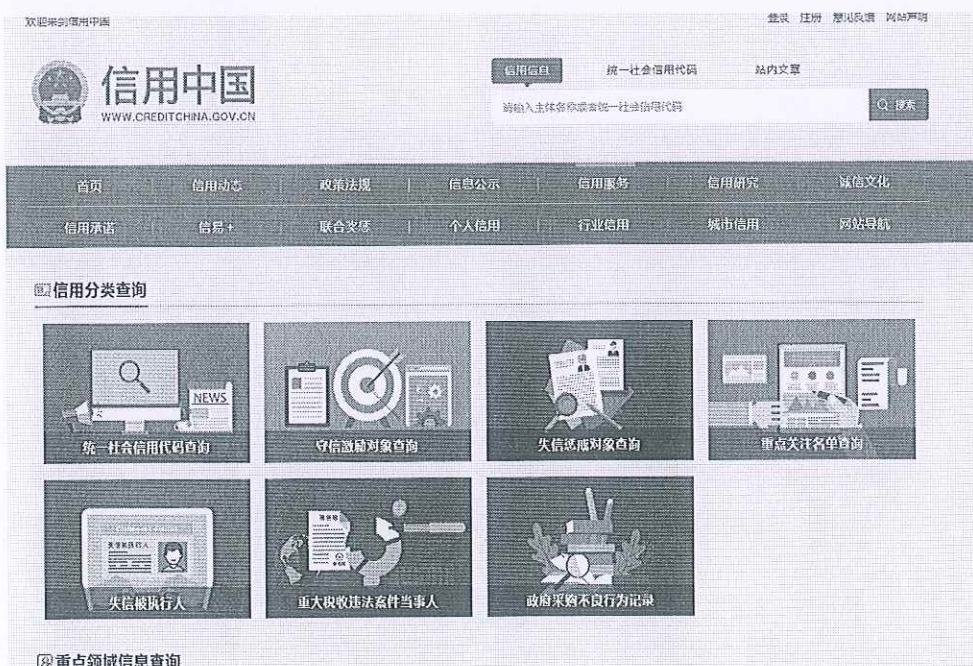 欢迎来到信用中国
登录 注册 意见反馈 网站声明
信用中国
WWW.CREDITCHINA.GOV.CN
信用信息 统一社会信用代码 站内文章
请输入主体名称或者统一社会信用代码
搜索
首页 信用动态 政策法规 信息公示 信用服务 信用研究 诚信文化
信用承诺 信易+ 联合奖惩 个人信用 行业信用 城市信用 网站导航
信用分类查询
NEWS
统一社会信用代码查询 守信激励对象查询 失信惩戒对象查询 重点关注名单查询
失信被执行人
失信被执行人 重大税收违法案件当事人 政府采购不良行为记录
重点领域信息查询